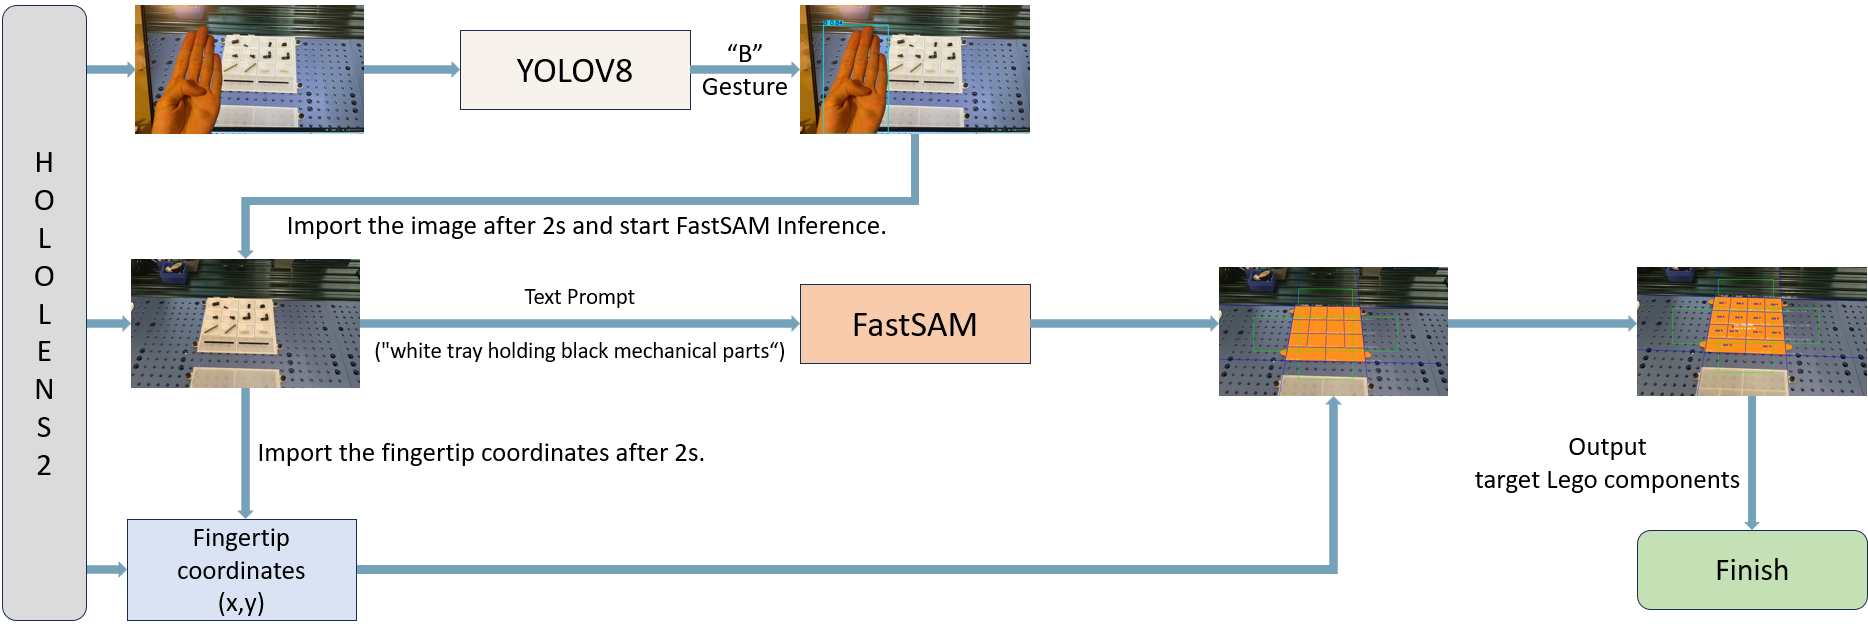 HOLOLENS2
YOLOV8
“B”
Gesture
Import the image after 2s and start FastSAM Inference.
Text Prompt
("white tray holding black mechanical parts“)
FastSAM
Import the fingertip coordinates after 2s.
Output
target Lego components
Fingertip
coordinates
(x,y)
Finish